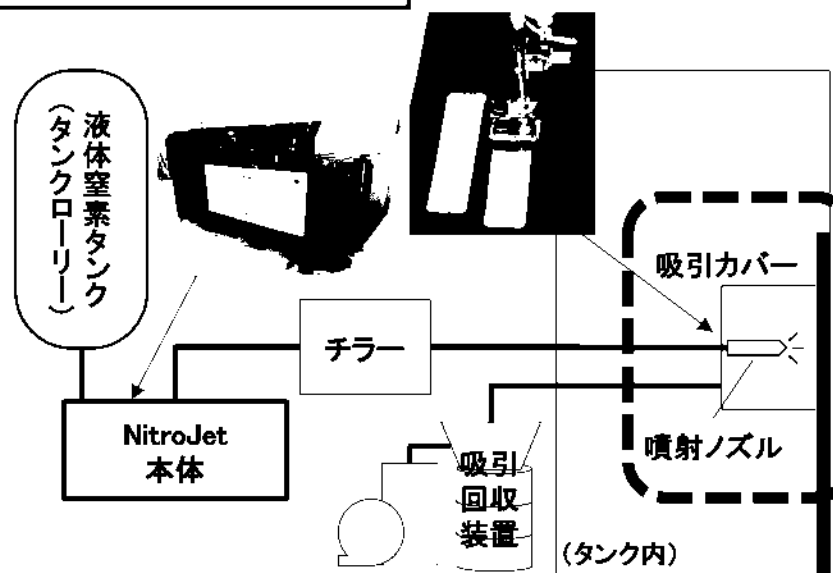 液体窒素タンク
（タンクローリー）
吸引カバー
チラー
NitroJet
本体
噴射ノズル
吸引
回収
装置
(タンク内)